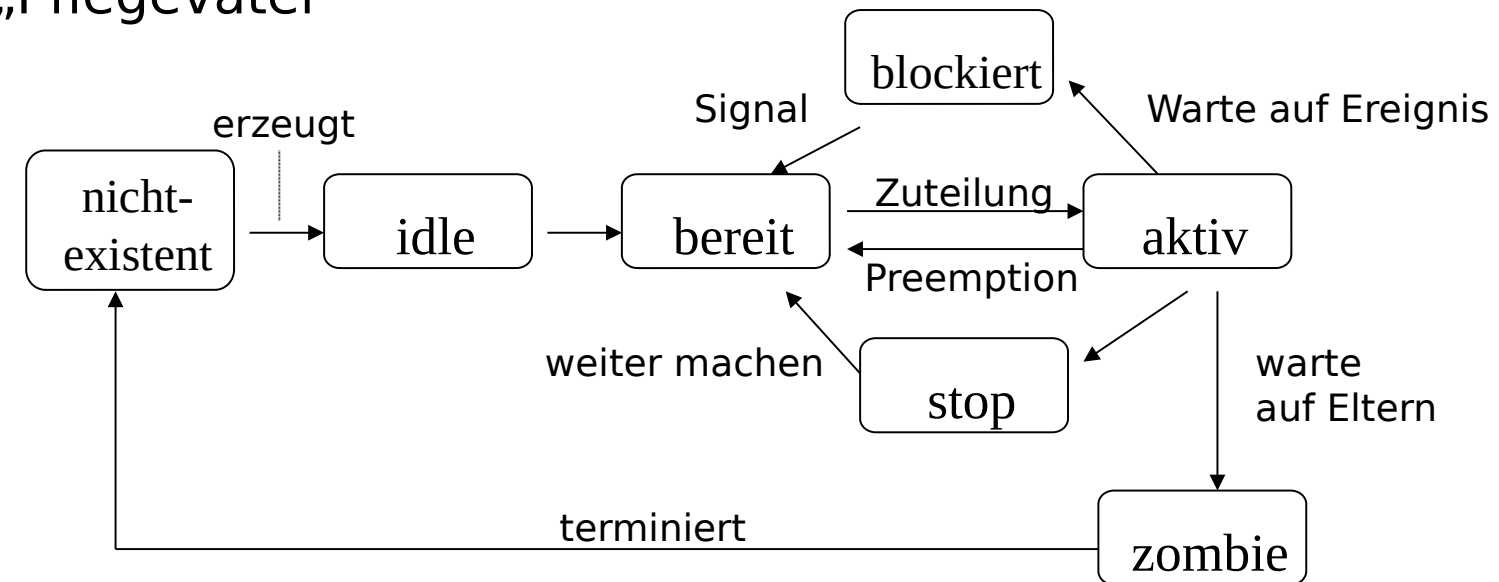 „Pflegevater“
blockiert
Signal
Warte auf Ereignis
erzeugt
nicht-
existent
idle
bereit
Zuteilung
aktiv
Preemption
weiter machen
stop
warte
auf Eltern
terminiert
zombie